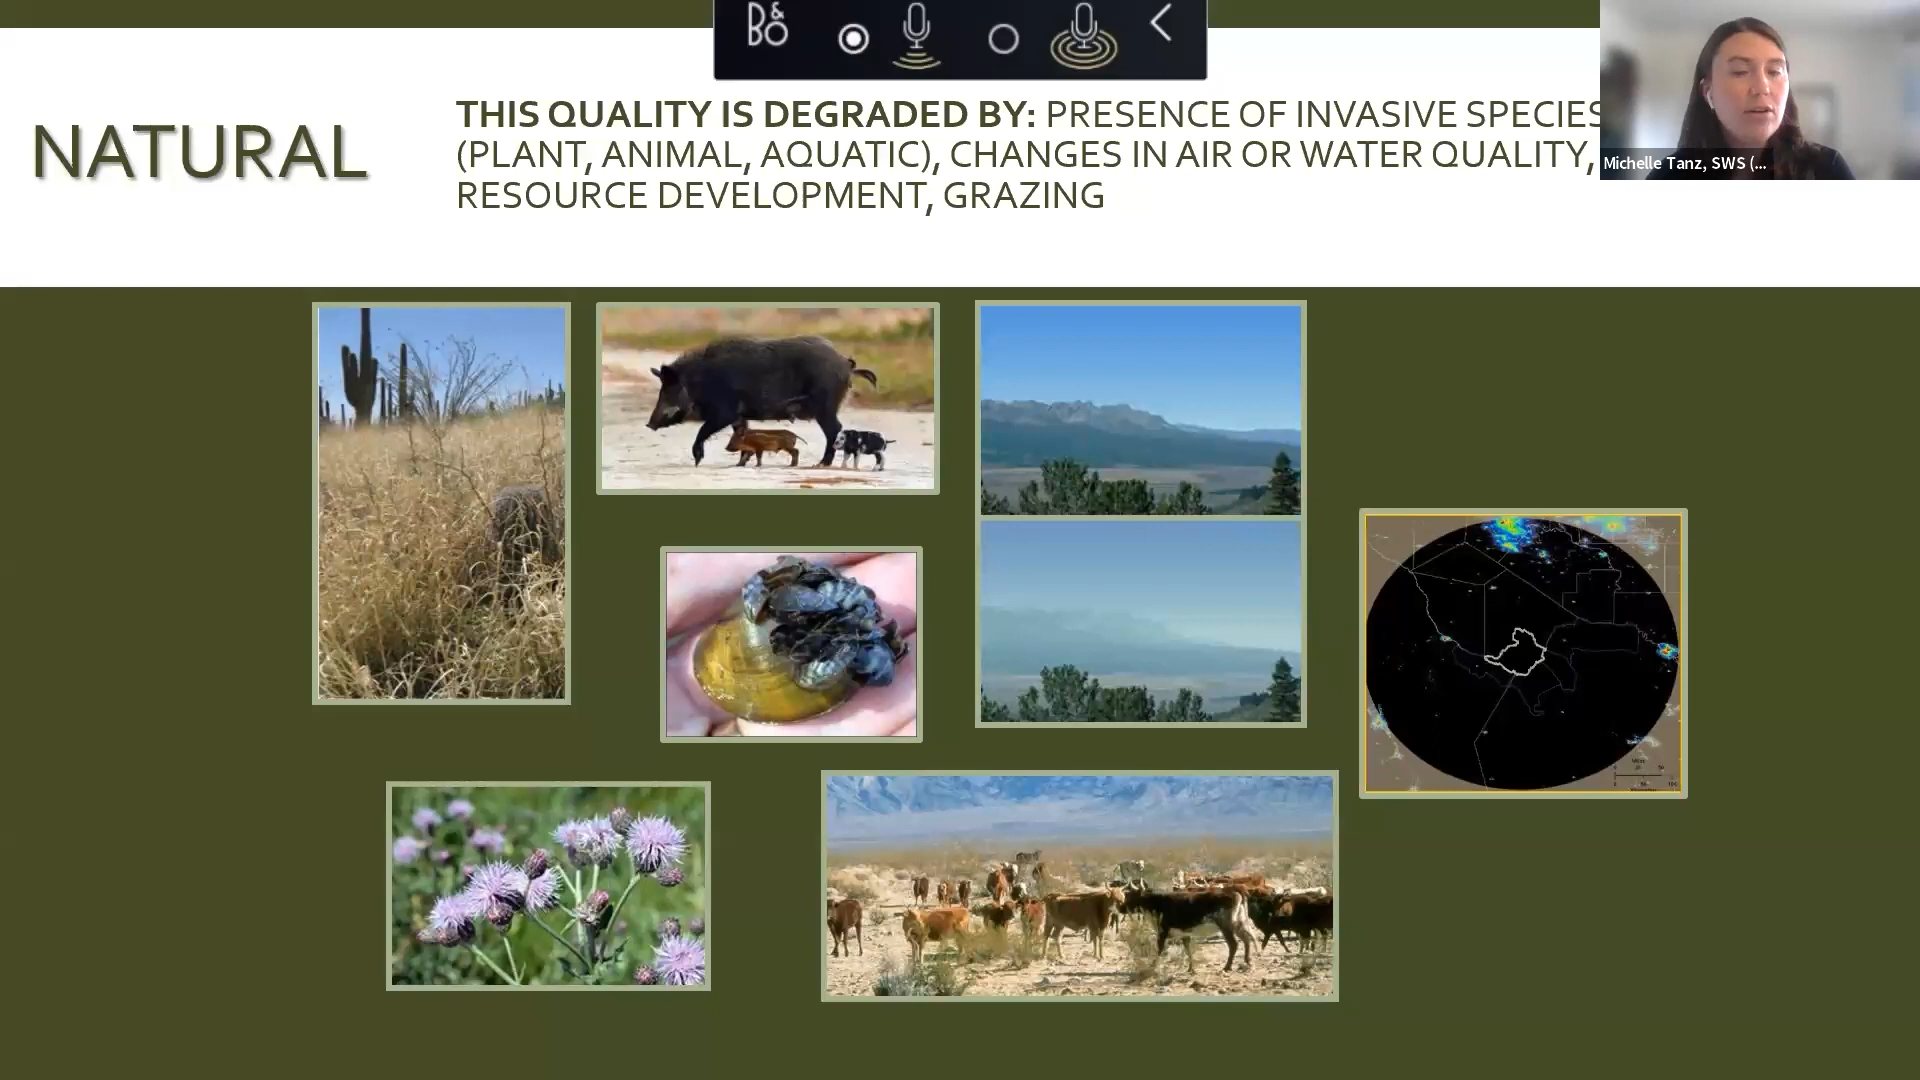 B&O
NATURAL
THIS QUALITY IS DEGRADED BY: PRESENCE OF INVASIVE SPECIES
(PLANT, ANIMAL, AQUATIC), CHANGES IN AIR OR WATER QUALITY,
RESOURCE DEVELOPMENT, GRAZING
Michelle Tanz, SWS (...